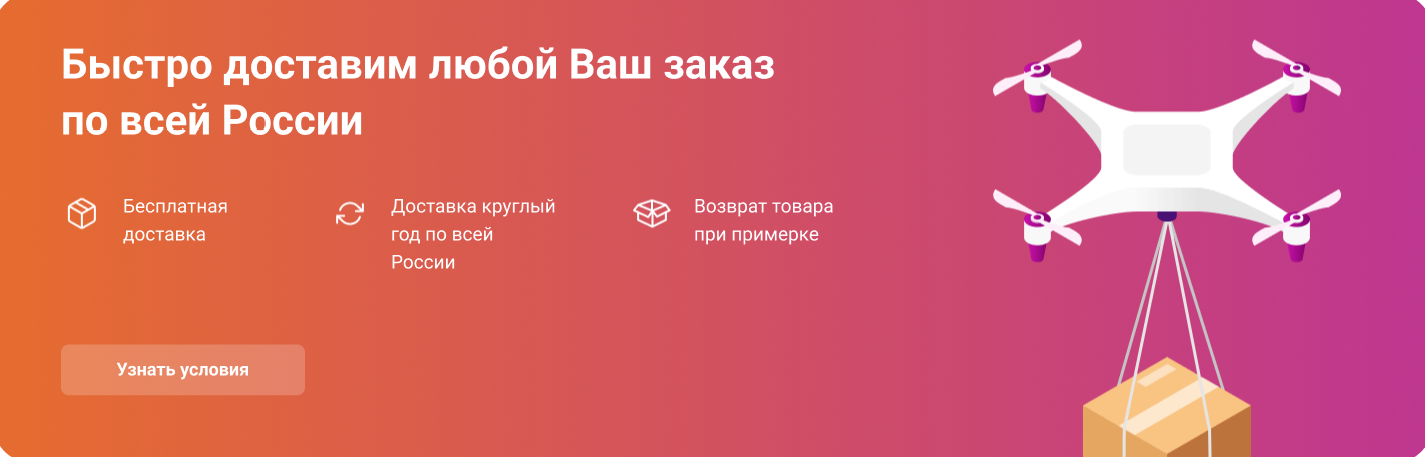 Быстро доставим любой Ваш заказ
по всей России
Бесплатная
доставка
Доставка круглый
год по всей
России
Возврат товара
при примерке
Узнать условия